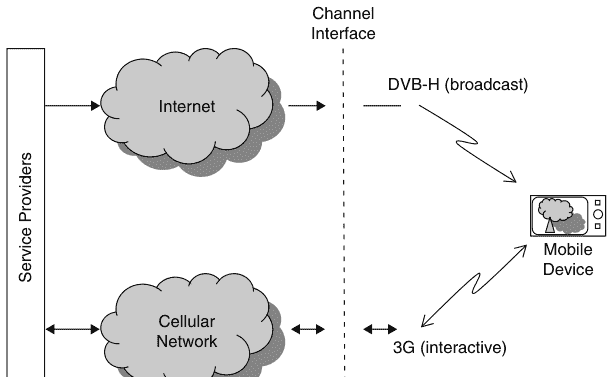 Channel
Interface
DVB-H (broadcast)
Internet
Service Providers
Mobile
Device
Cellular
Network
3G (interactive)